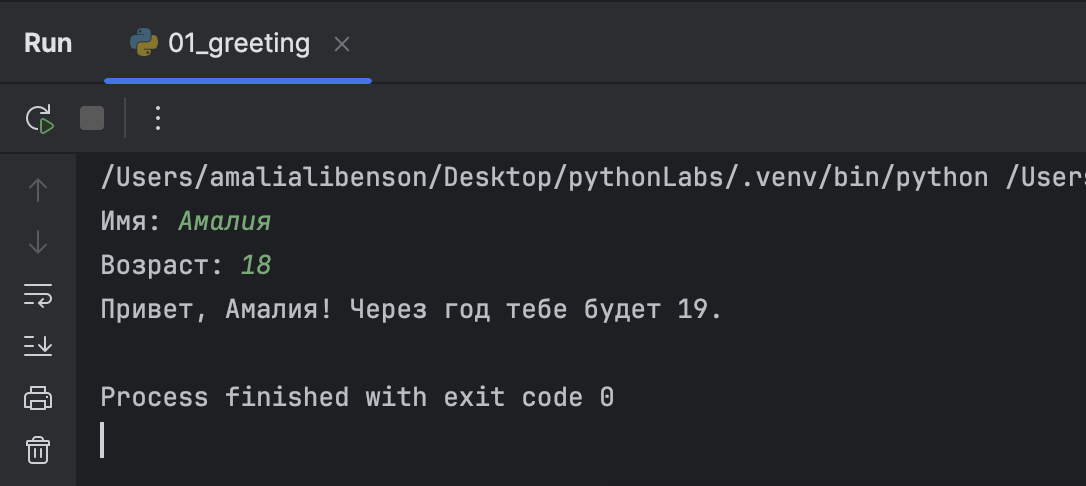 Run 01_greeting
/Users/amalialibenson/Desktop/pythonLabs/.venv/bin/python /Users
Имя: Амалия
Возраст: 18
Привет, Амалия! Через год тебе будет 19.
Process finished with exit code 0